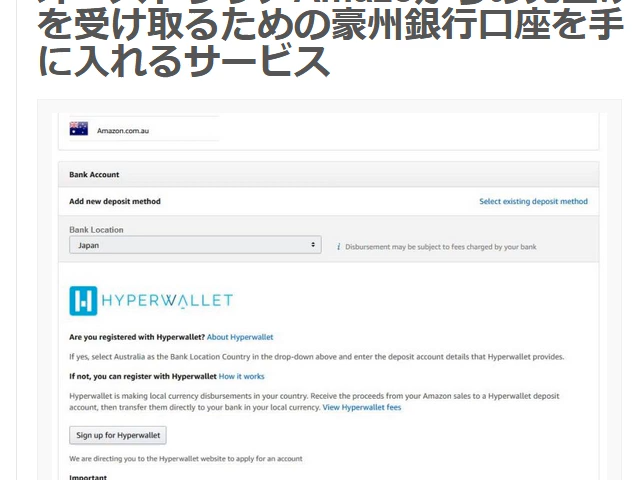 を受け取るための豪州銀行口座を手
に入れるサービス
Amazon.com.au
Bank Account
Add new deposit method
Select existing deposit method
Bank Location
Japan
i Disbursement may be subject to fees charged by your bank
HYPERWALLET
Are you registered with Hyperwallet? About Hyperwallet
If yes, select Australia as the Bank Location Country in the drop-down above and enter the deposit account details that Hyperwallet provides.
If not, you can register with Hyperwallet How it works
Hyperwallet is making local currency disbursements in your country. Receive the proceeds from your Amazon sales to a Hyperwallet deposit
account, then transfer them directly to your bank in your local currency. View Hyperwallet fees
Sign up for Hyperwallet
We are directing you to the Hyperwallet website to apply for an account
Important